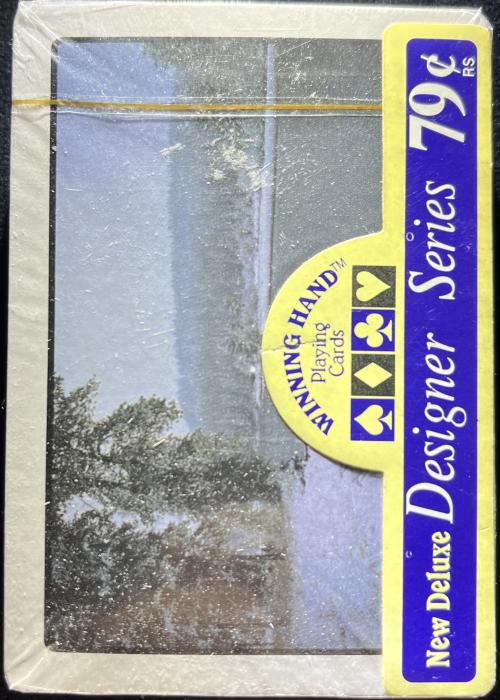 WINNING HAND™
Playing
Cards
New Deluxe Designer Series 79¢
RS